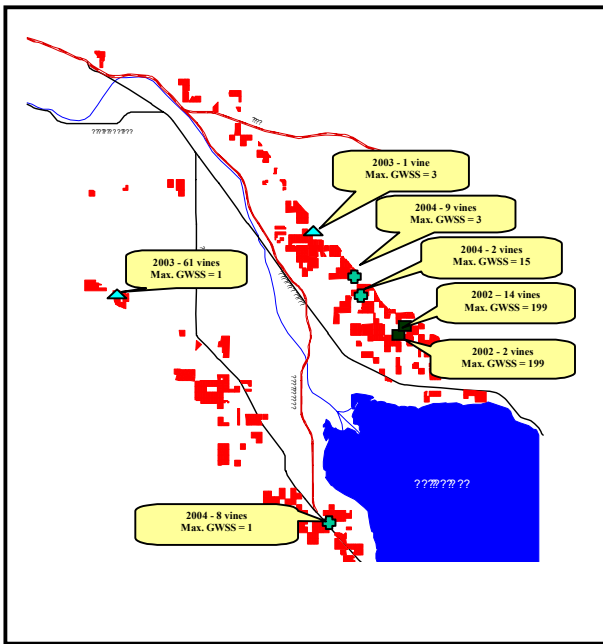 2003 - 1 vine
Max. GWSS = 3
2004 - 9 vines
Max. GWSS = 3
2004 - 2 vines
Max. GWSS = 15
2003 - 61 vines
Max. GWSS = 1
2002 – 14 vines
Max. GWSS = 199
2002 – 2 vines
Max. GWSS = 199
2004 - 8 vines
Max. GWSS = 1